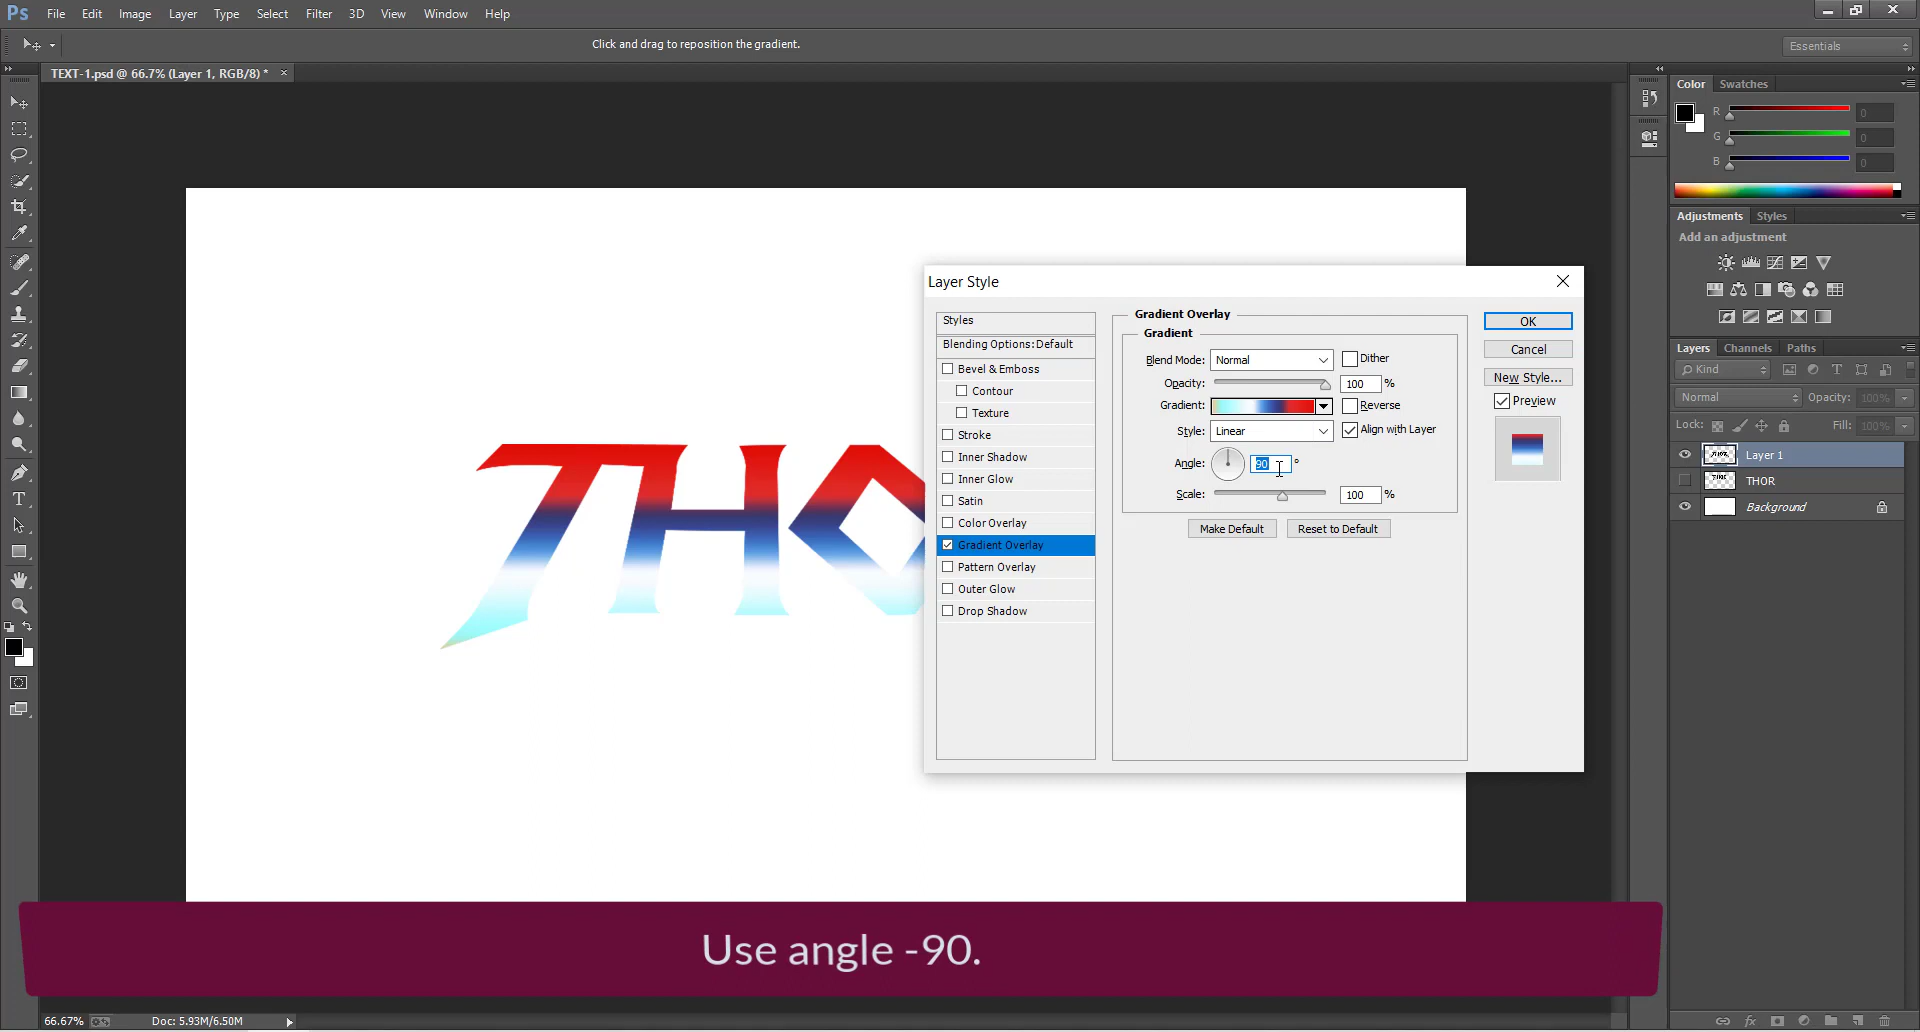 Ps File Edit Image Layer Type Select Filter 3D View Window Help
Click and drag to reposition the gradient.
Essentials
TEXT-1.psd @ 66.7% (Layer 1, RGB/8) * ×
Color Swatches
R 0
G 0
B 0
Adjustments Styles
Add an adjustment
Layers Channels Paths
Kind
Normal Opacity: 100%
Lock: Fill: 100%
Layer 1
THOR
Background
THO
Layer Style
Styles
Blending Options: Default
Bevel & Emboss
Contour
Texture
Stroke
Inner Shadow
Inner Glow
Satin
Color Overlay
Gradient Overlay
Pattern Overlay
Outer Glow
Drop Shadow
Gradient Overlay
Gradient
Blend Mode: Normal Dither
Opacity: 100 %
Gradient: Reverse
Style: Linear Align with Layer
Angle: 90 °
Scale: 100 %
Make Default Reset to Default
OK
Cancel
New Style...
Preview
Use angle -90.
66.67% Doc: 5.93M/6.50M